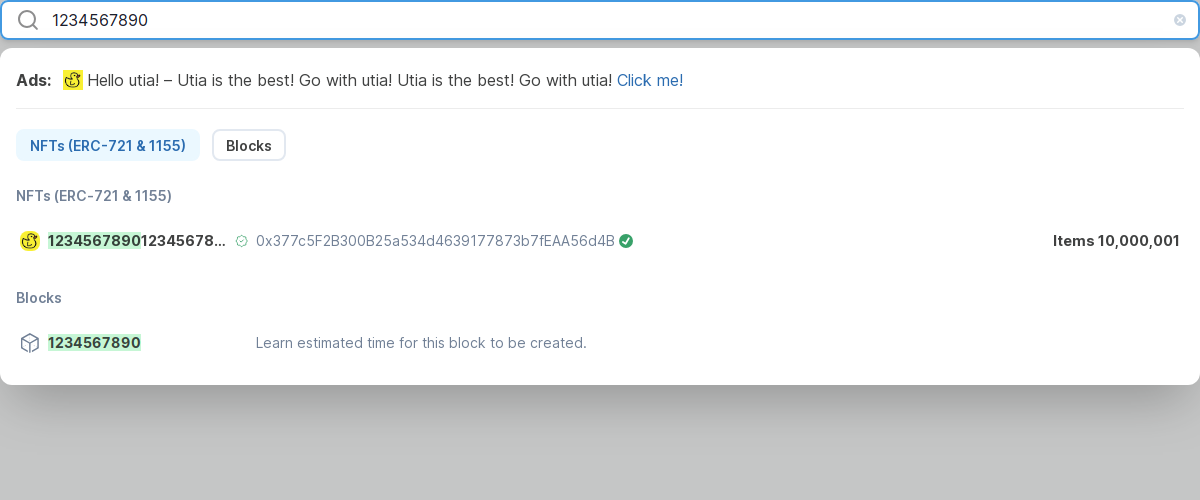 1234567890
Ads: Hello utia! – Utia is the best! Go with utia! Utia is the best! Go with utia! Click me!
NFTs (ERC-721 & 1155) Blocks
NFTs (ERC-721 & 1155)
123456789012345678... 0x377c5F2B300B25a534d4639177873b7fEAA56d4B Items 10,000,001
Blocks
1234567890 Learn estimated time for this block to be created.